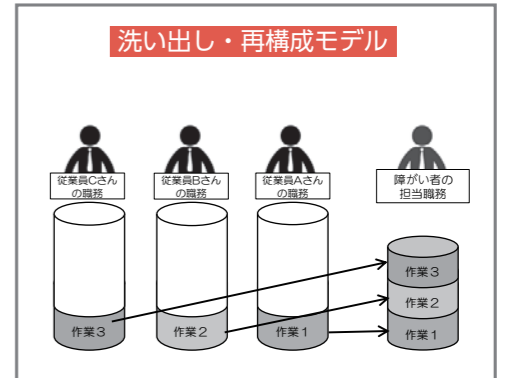 洗い出し・再構成モデル
従業員Cさん
の職務
従業員Bさん
の職務
従業員Aさん
の職務
障がい者の
担当職務
作業3
作業2
作業1
作業3
作業2
作業1